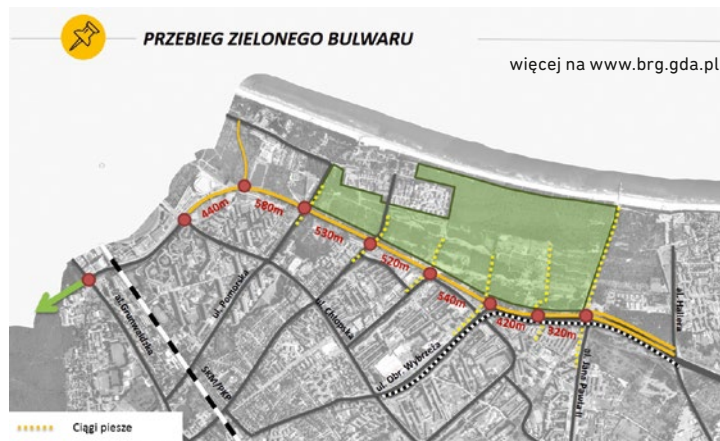 PRZEBIEG ZIELONEGO BULWARU
więcej na www.brg.gda.pl
440m
580m
530m
520m
540m
420m
320m
al. Grunwaldzka
SKM/PKP
ul. Pomorska
ul. Chłopska
ul. Obr. Wybrzeża
al. Jana Pawła II
al. Hallera
Ciągi piesze